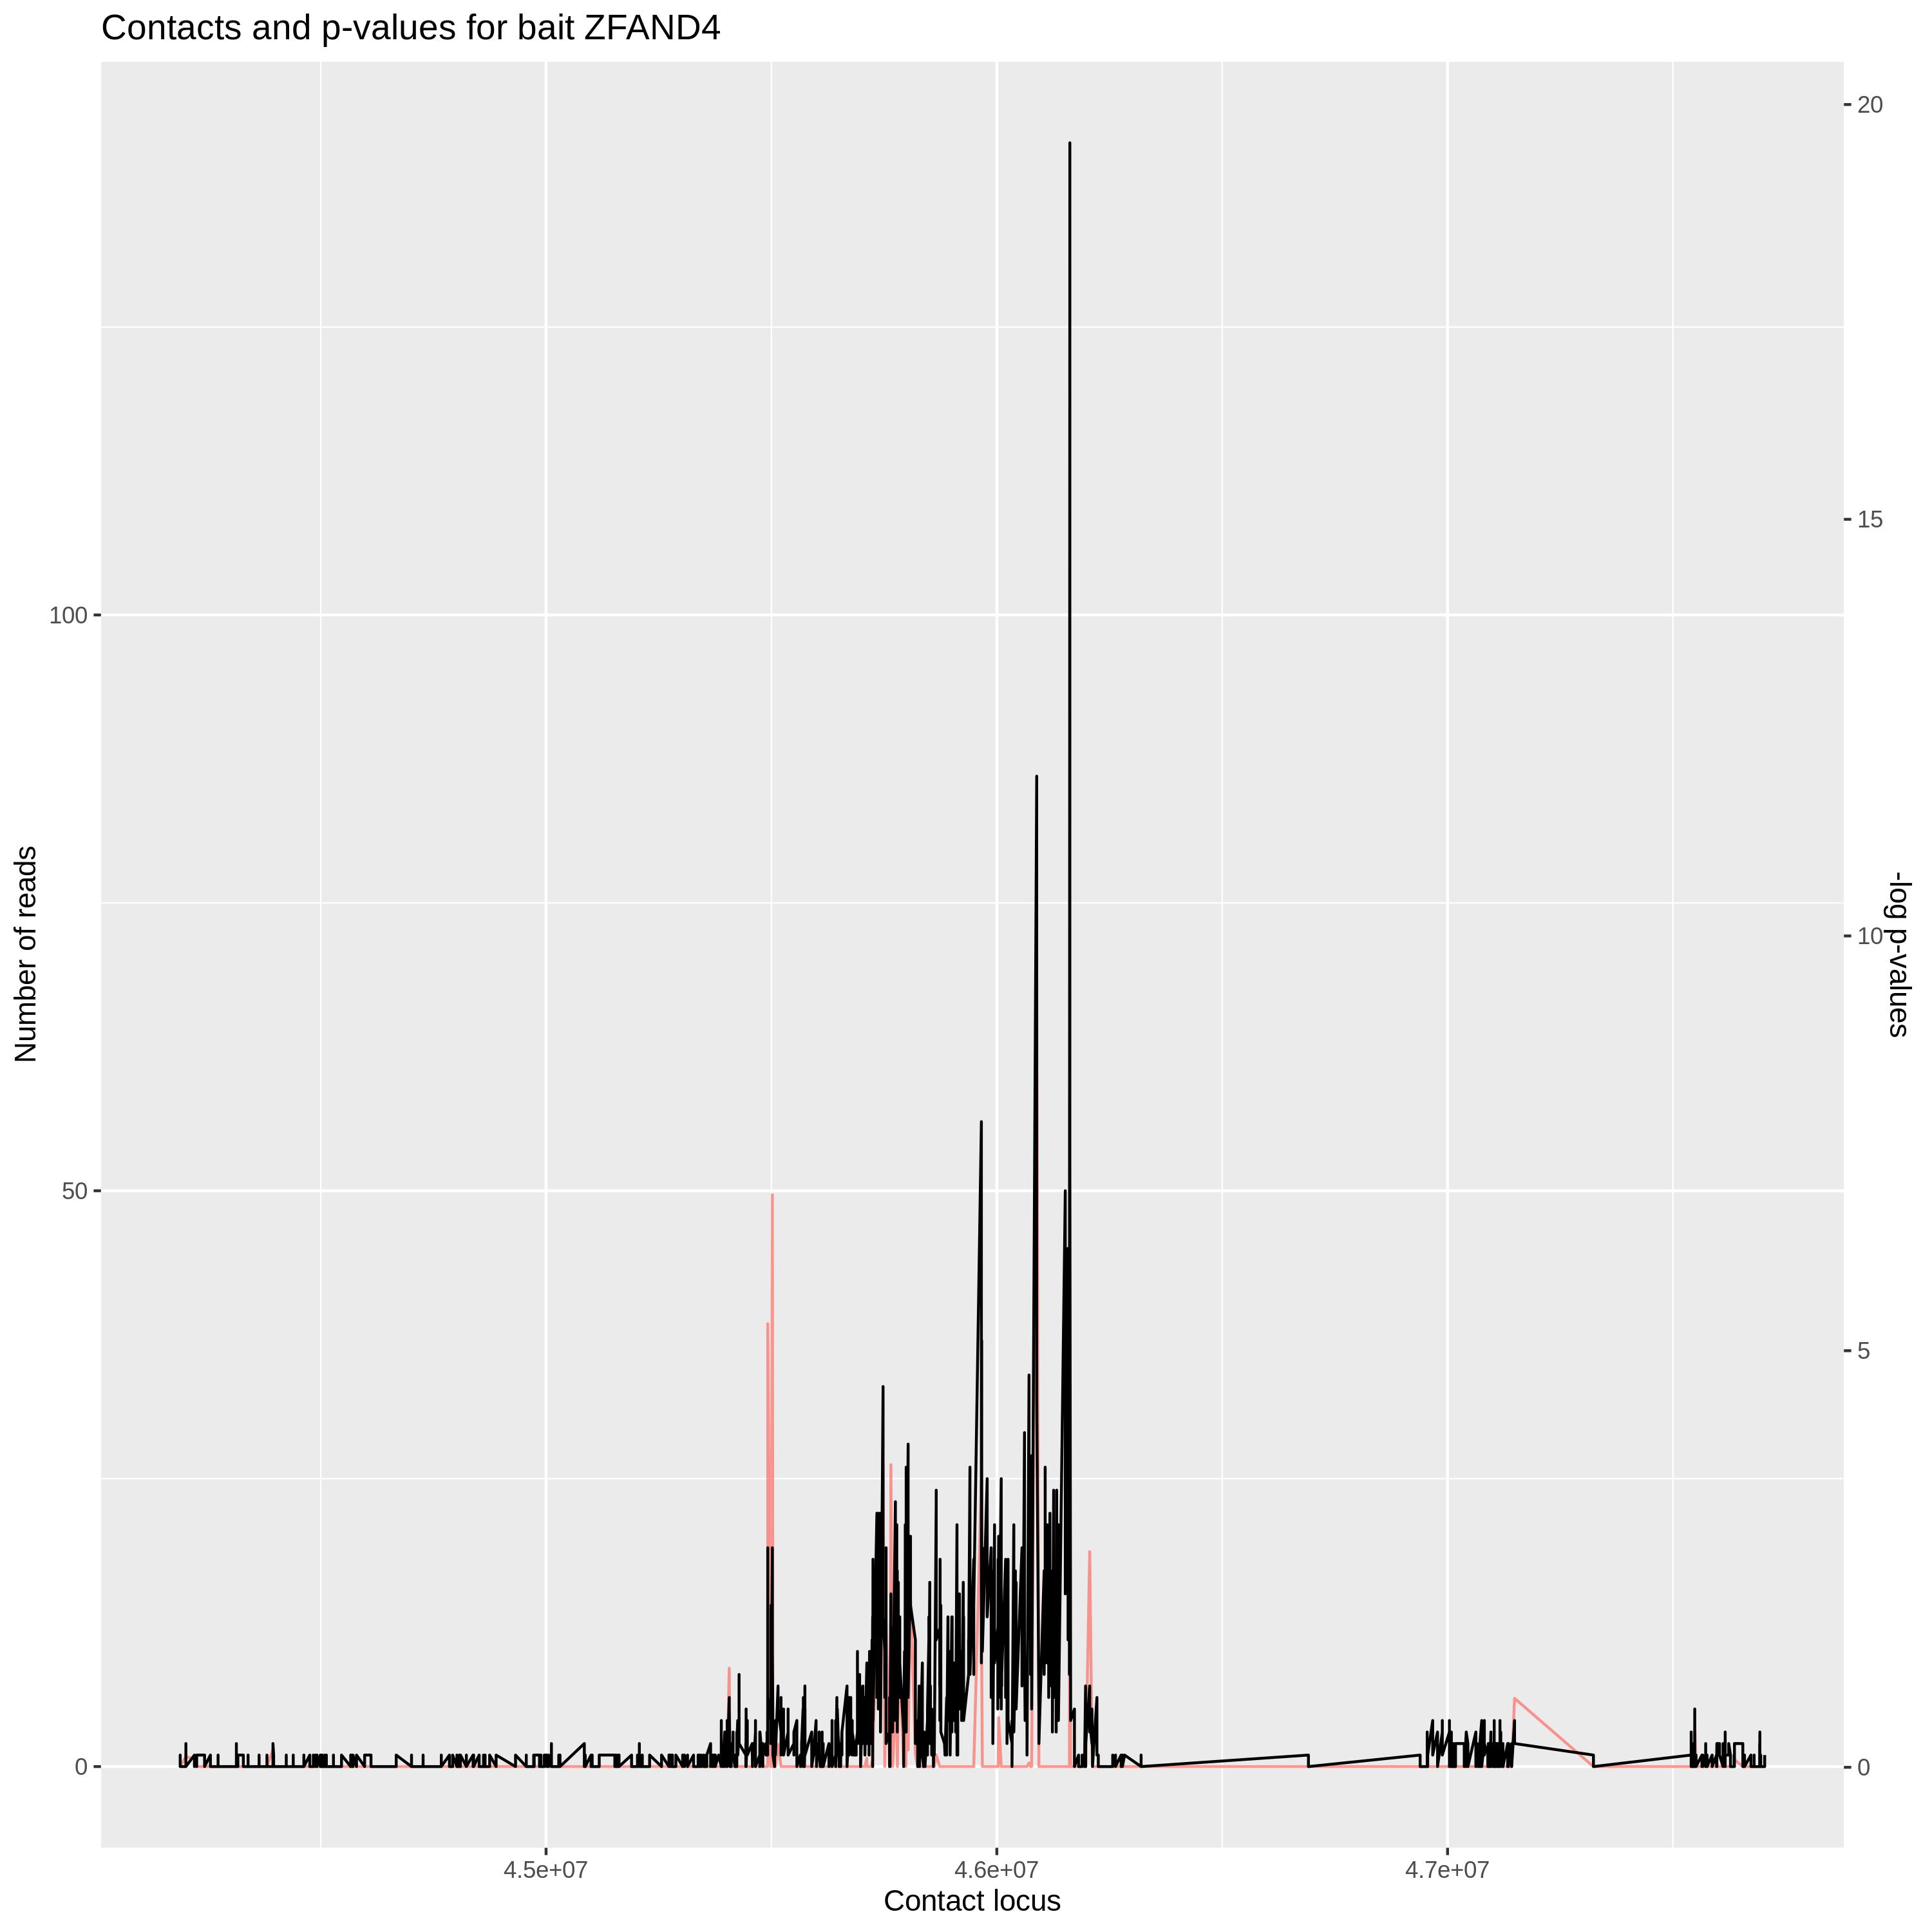 Contacts and p-values for bait ZFAND4
Number of reads
100
50
0
20
15
10
5
0
-log p-values
4.5e+07
4.6e+07
4.7e+07
Contact locus